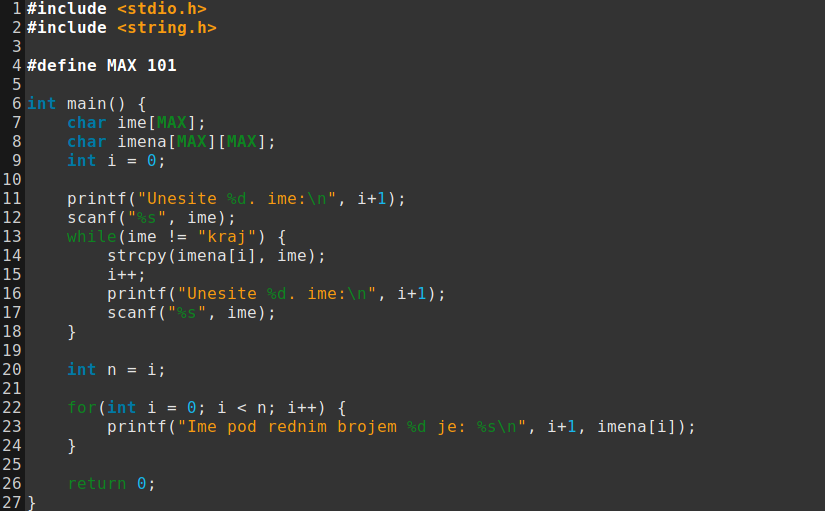 1 #include <stdio.h>
2 #include <string.h>
3
4 #define MAX 101
5
6 int main() {
7     char ime[MAX];
8     char imena[MAX][MAX];
9     int i = 0;
10
11     printf("Unesite %d. ime:\n", i+1);
12     scanf("%s", ime);
13     while(ime != "kraj") {
14         strcpy(imena[i], ime);
15         i++;
16         printf("Unesite %d. ime:\n", i+1);
17         scanf("%s", ime);
18     }
19
20     int n = i;
21
22     for(int i = 0; i < n; i++) {
23         printf("Ime pod rednim brojem %d je: %s\n", i+1, imena[i]);
24     }
25
26     return 0;
27 }